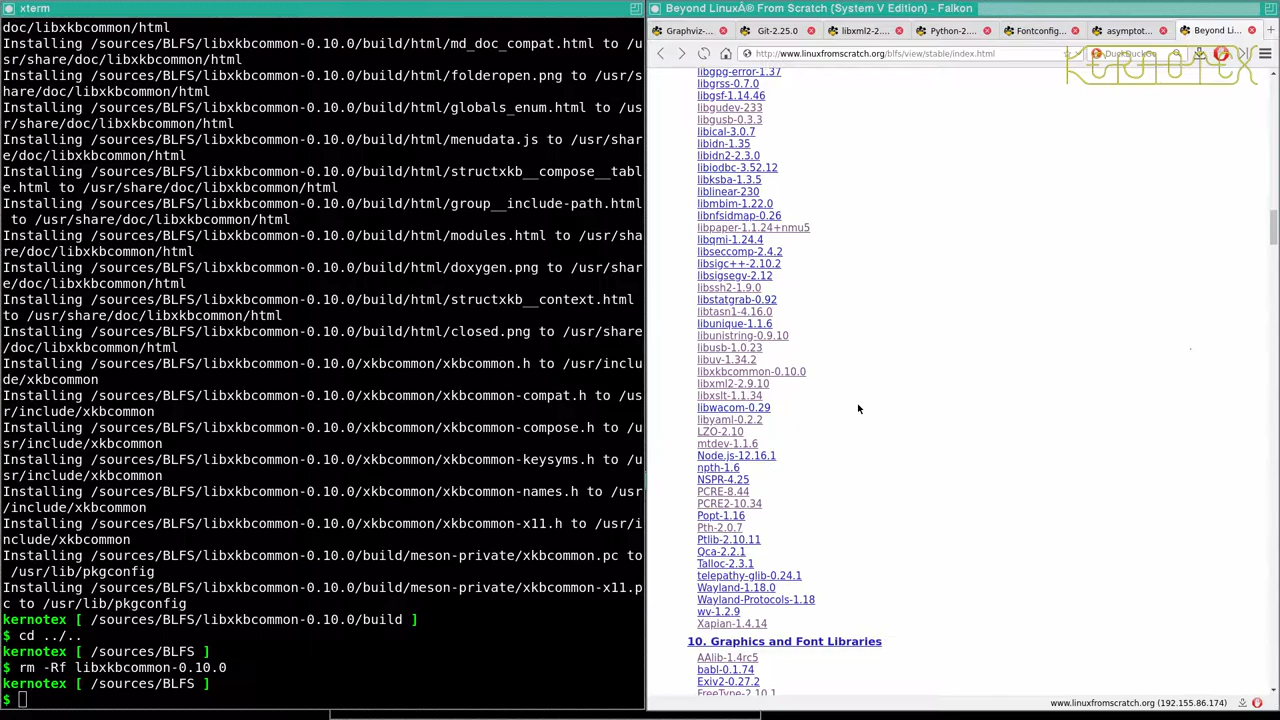 xterm
doc/libxkbcommon/html
Installing /sources/BLFS/libxkbcommon-0.10.0/build/html/md_doc_compat.html to /u
sr/share/doc/libxkbcommon/html
Installing /sources/BLFS/libxkbcommon-0.10.0/build/html/folderopen.png to /usr/s
hare/doc/libxkbcommon/html
Installing /sources/BLFS/libxkbcommon-0.10.0/build/html/globals_enum.html to /us
r/share/doc/libxkbcommon/html
Installing /sources/BLFS/libxkbcommon-0.10.0/build/html/menudata.js to /usr/shar
e/doc/libxkbcommon/html
Installing /sources/BLFS/libxkbcommon-0.10.0/build/html/structxkb__compose__tabl
e.html to /usr/share/doc/libxkbcommon/html
Installing /sources/BLFS/libxkbcommon-0.10.0/build/html/group__include-path.html
to /usr/share/doc/libxkbcommon/html
Installing /sources/BLFS/libxkbcommon-0.10.0/build/html/modules.html to /usr/sha
re/doc/libxkbcommon/html
Installing /sources/BLFS/libxkbcommon-0.10.0/build/html/doxygen.png to /usr/shar
e/doc/libxkbcommon/html
Installing /sources/BLFS/libxkbcommon-0.10.0/build/html/structxkb__context.html
to /usr/share/doc/libxkbcommon/html
Installing /sources/BLFS/libxkbcommon-0.10.0/build/html/closed.png to /usr/share
/doc/libxkbcommon/html
Installing /sources/BLFS/libxkbcommon-0.10.0/xkbcommon/xkbcommon.h to /usr/inclu
de/xkbcommon
Installing /sources/BLFS/libxkbcommon-0.10.0/xkbcommon/xkbcommon-compat.h to /us
r/include/xkbcommon
Installing /sources/BLFS/libxkbcommon-0.10.0/xkbcommon/xkbcommon-compose.h to /u
sr/include/xkbcommon
Installing /sources/BLFS/libxkbcommon-0.10.0/xkbcommon/xkbcommon-keysyms.h to /u
sr/include/xkbcommon
Installing /sources/BLFS/libxkbcommon-0.10.0/xkbcommon/xkbcommon-names.h to /usr
/include/xkbcommon
Installing /sources/BLFS/libxkbcommon-0.10.0/xkbcommon/xkbcommon-x11.h to /usr/i
nclude/xkbcommon
Installing /sources/BLFS/libxkbcommon-0.10.0/build/meson-private/xkbcommon.pc to
/usr/lib/pkgconfig
Installing /sources/BLFS/libxkbcommon-0.10.0/build/meson-private/xkbcommon-x11.p
c to /usr/lib/pkgconfig
kernotex [ /sources/BLFS/libxkbcommon-0.10.0/build ]
$ cd ../..
kernotex [ /sources/BLFS ]
$ rm -Rf libxkbcommon-0.10.0
kernotex [ /sources/BLFS ]
$
Beyond LinuxÂ® From Scratch (System V Edition) - Falkon
Graphviz-... Git-2.25.0 libxml2-2.... Python-2.... Fontconfig... asymptot... Beyond Li...
http://www.linuxfromscratch.org/blfs/view/stable/index.html
DuckDuckGo
KERNOTEX
libgpg-error-1.37
libgrss-0.7.0
libgsf-1.14.46
libgudev-233
libgusb-0.3.3
libical-3.0.7
libidn-1.35
libidn2-2.3.0
libiodbc-3.52.12
libksba-1.3.5
liblinear-230
libmbim-1.22.0
libnfsidmap-0.26
libpaper-1.1.24+nmu5
libqmi-1.24.4
libseccomp-2.4.2
libsigc++-2.10.2
libsigsegv-2.12
libssh2-1.9.0
libstatgrab-0.92
libtasn1-4.16.0
libunique-1.1.6
libunistring-0.9.10
libusb-1.0.23
libuv-1.34.2
libxkbcommon-0.10.0
libxml2-2.9.10
libxslt-1.1.34
libwacom-0.29
libyaml-0.2.2
LZO-2.10
mtdev-1.1.6
Node.js-12.16.1
npth-1.6
NSPR-4.25
PCRE-8.44
PCRE2-10.34
Popt-1.16
Pth-2.0.7
Ptlib-2.10.11
Qca-2.2.1
Talloc-2.3.1
telepathy-glib-0.24.1
Wayland-1.18.0
Wayland-Protocols-1.18
wv-1.2.9
Xapian-1.4.14
10. Graphics and Font Libraries
AAlib-1.4rc5
babl-0.1.74
Exiv2-0.27.2
FreeType-2.10.1
www.linuxfromscratch.org (192.155.86.174)